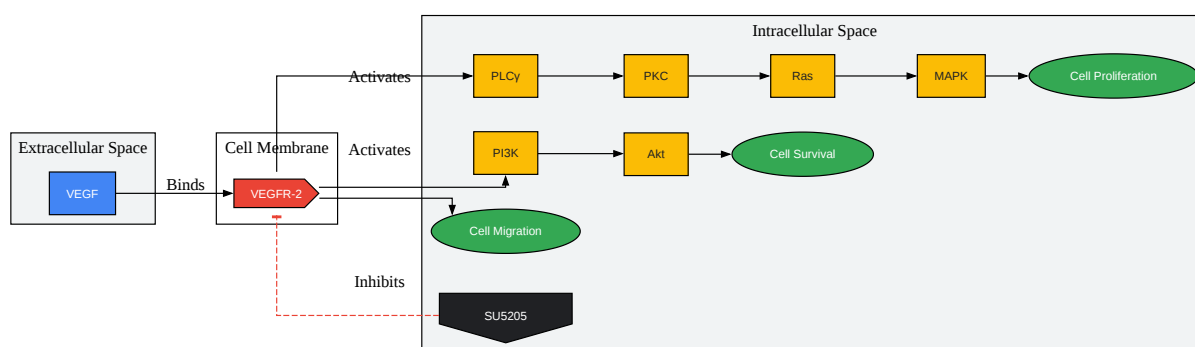 Intracellular Space
Activates
PLCγ
PKC
Ras
MAPK
Cell Proliferation
Extracellular Space
Cell Membrane
Activates
PI3K
Akt
Cell Survival
VEGF
Binds
VEGFR-2
Cell Migration
Inhibits
SU5205